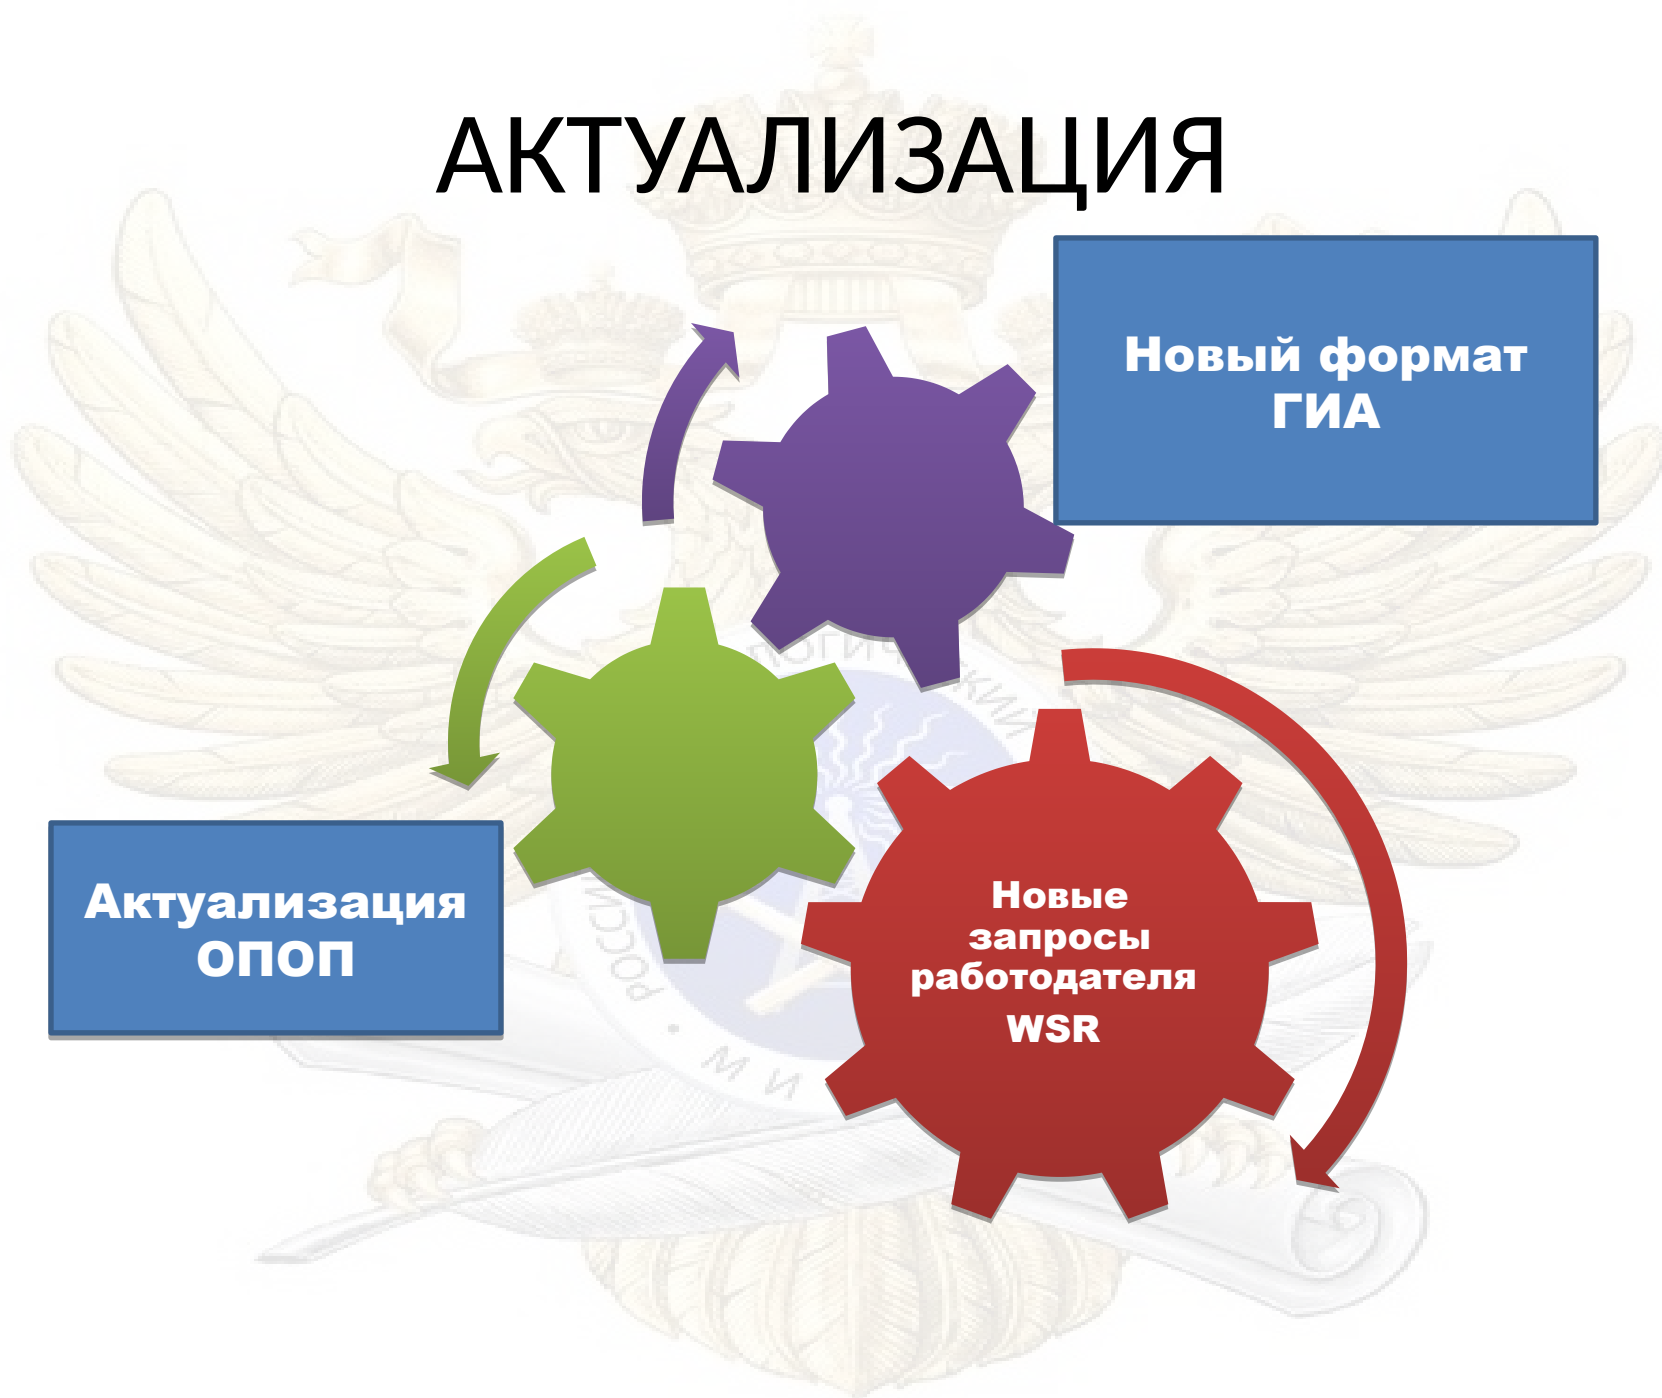 АКТУАЛИЗАЦИЯ
Новый формат
ГИА
Актуализация
ОПОП
Новые
запросы
работодателя
WSR